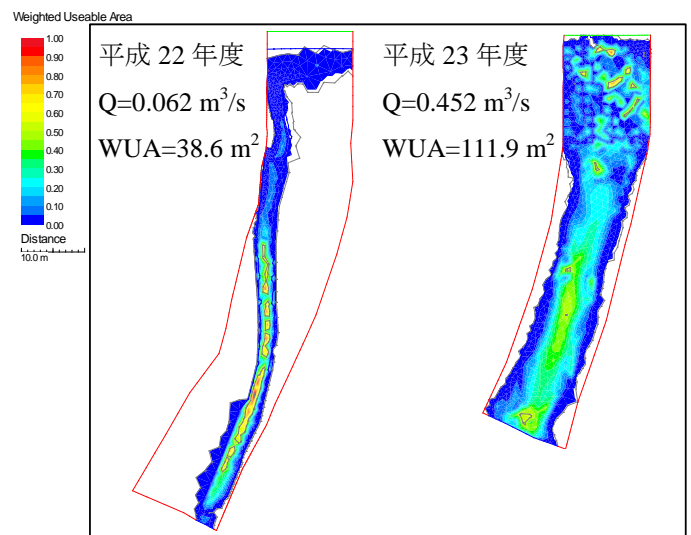 Weighted Useable Area
1.00
0.90
0.80
0.70
0.60
0.50
0.40
0.30
0.20
0.10
0.00
Distance
10.0 m
平成 22 年度
Q=0.062 m³/s
WUA=38.6 m²
平成 23 年度
Q=0.452 m³/s
WUA=111.9 m²